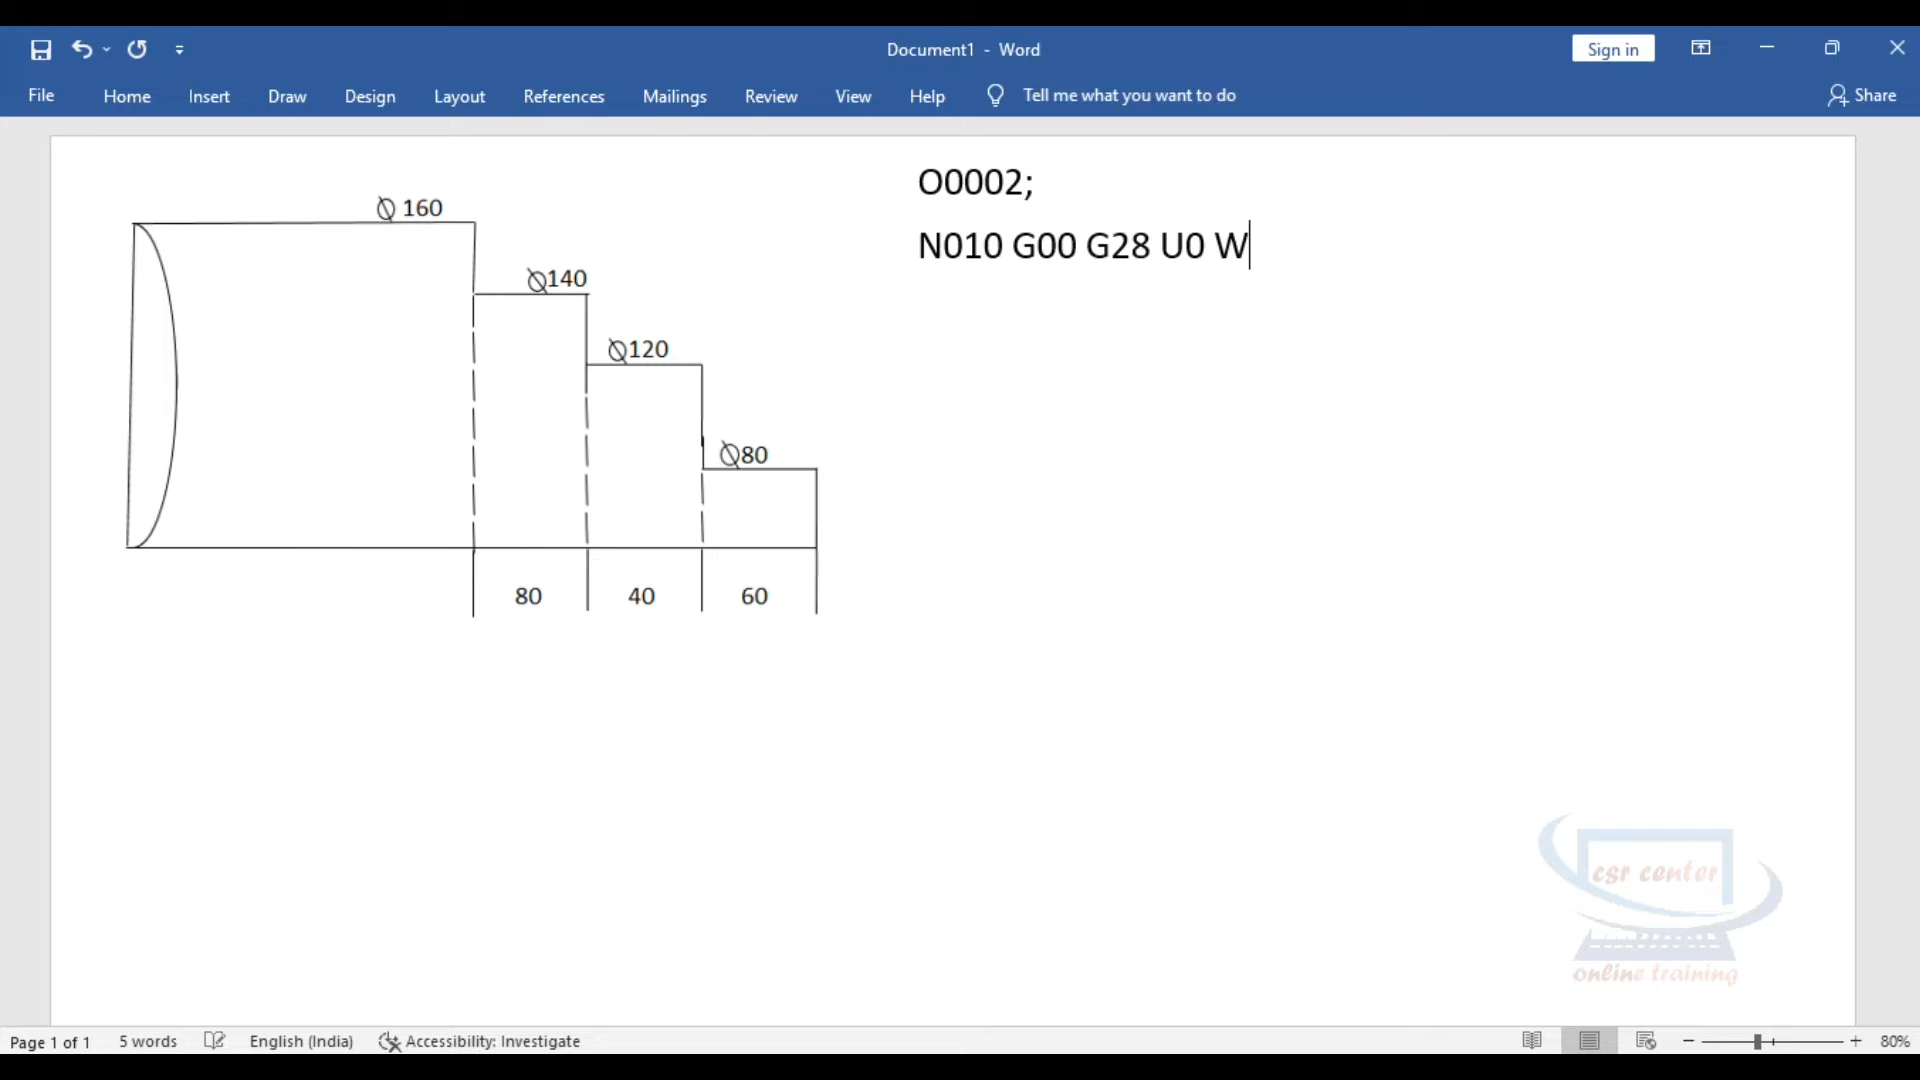 Document1 - Word
Sign in
File Home Insert Draw Design Layout References Mailings Review View Help Tell me what you want to do Share
O0002;
N010 G00 G28 U0 W
Ø 160
Ø140
Ø120
Ø80
80 40 60
csr center
online training
Page 1 of 1 5 words English (India) Accessibility: Investigate 80%